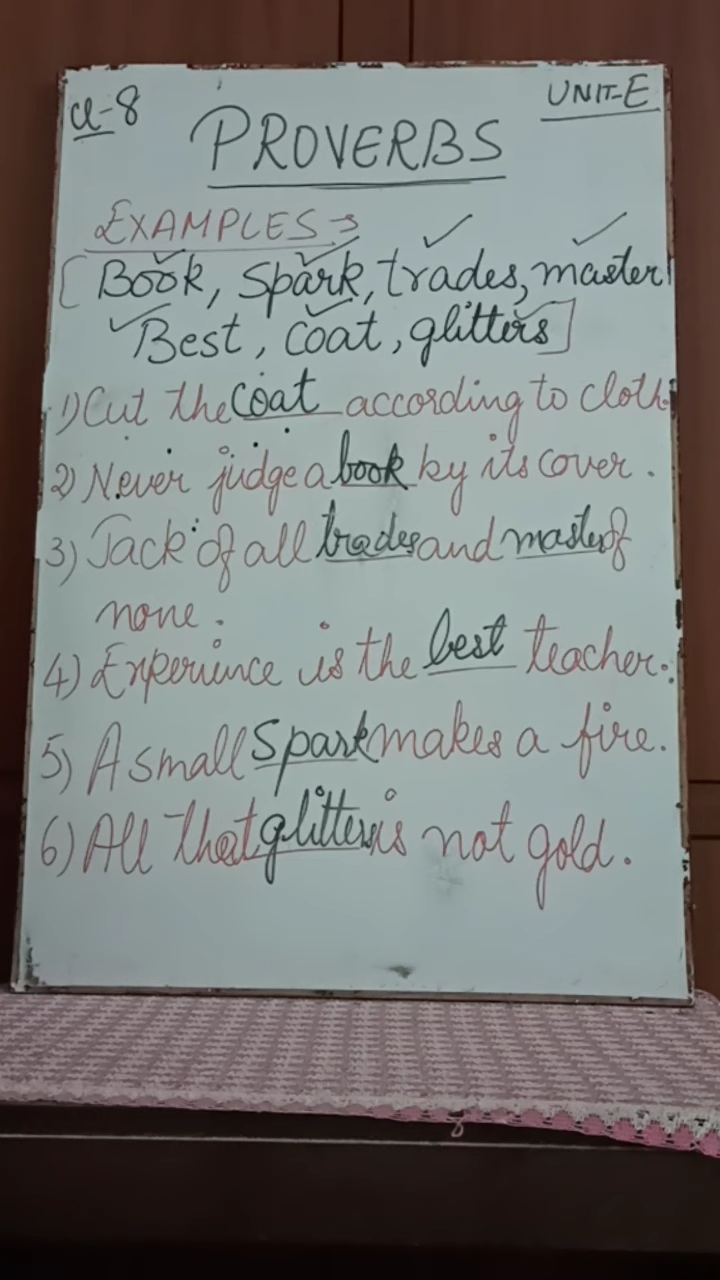 Cl-8
UNIT-E
PROVERBS
EXAMPLES →
[Book, Spark, trades, master
Best, coat, glitters]
1) Cut the coat according to cloth.
2) Never judge a book by its cover.
3) Jack of all trades and master of
none.
4) Experience is the best teacher.
5) A small spark makes a fire.
6) All that glitters is not gold.